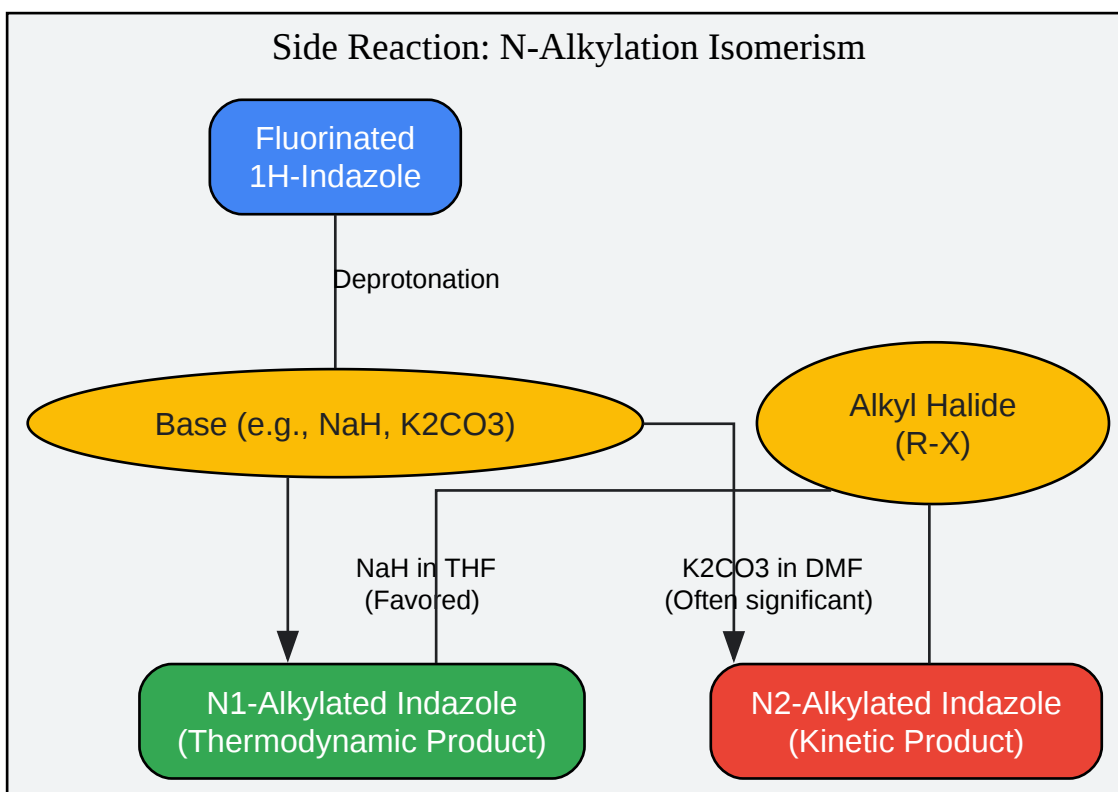 Side Reaction: N-Alkylation Isomerism
Fluorinated
1H-Indazole
Deprotonation
Base (e.g., NaH, K2CO3)
Alkyl Halide
(R-X)
NaH in THF
(Favored)
K2CO3 in DMF
(Often significant)
N1-Alkylated Indazole
(Thermodynamic Product)
N2-Alkylated Indazole
(Kinetic Product)